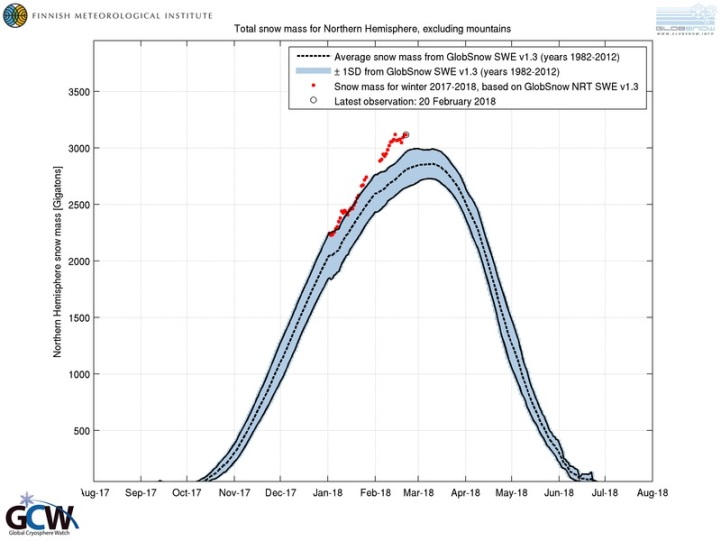 FINNISH METEOROLOGICAL INSTITUTE
GLOBSNOW
WWW.GLOBSNOW.INFO
Total snow mass for Northern Hemisphere, excluding mountains
Average snow mass from GlobSnow SWE v1.3 (years 1982-2012)
± 1SD from GlobSnow SWE v1.3 (years 1982-2012)
Snow mass for winter 2017-2018, based on GlobSnow NRT SWE v1.3
Latest observation: 20 February 2018
Northern Hemisphere snow mass [Gigatons]
3500
3000
2500
2000
1500
1000
500
Aug-17 Sep-17 Oct-17 Nov-17 Dec-17 Jan-18 Feb-18 Mar-18 Apr-18 May-18 Jun-18 Jul-18 Aug-18
GCW
Global Cryosphere Watch